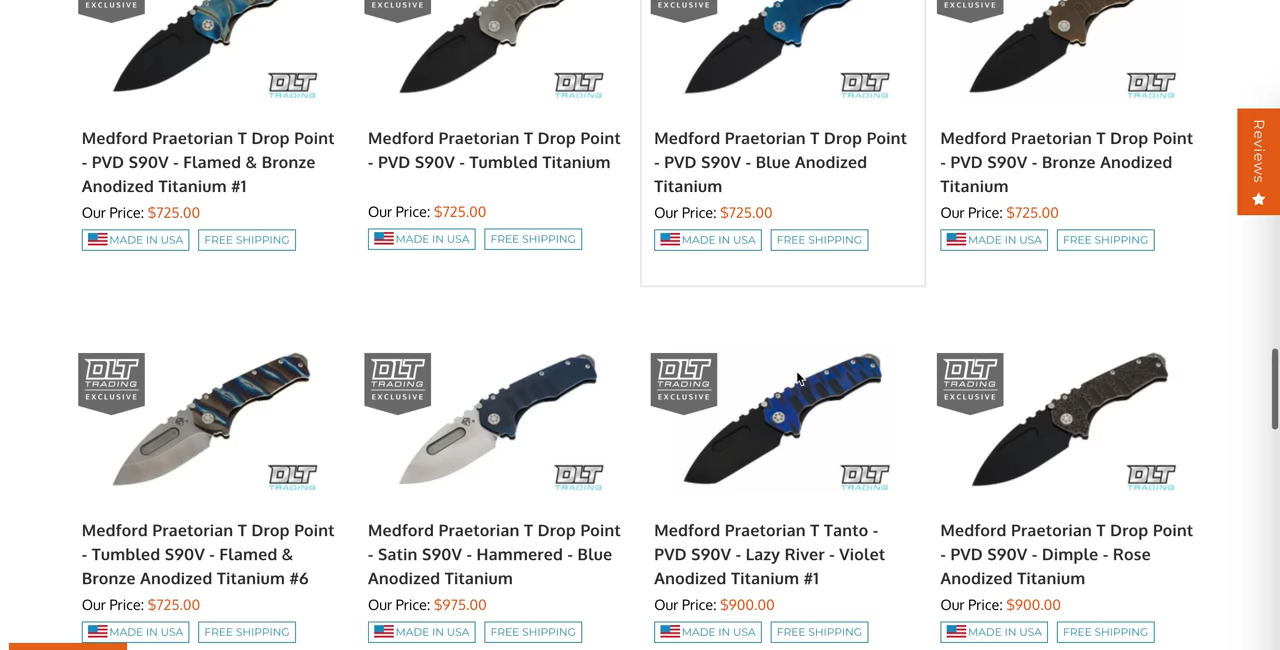 EXCLUSIVE
EXCLUSIVE
EXCLUSIVE
EXCLUSIVE
DLT
TRADING
DLT
TRADING
DLT
TRADING
DLT
TRADING
Medford Praetorian T Drop Point
- PVD S90V - Flamed & Bronze
Anodized Titanium #1
Our Price: $725.00
MADE IN USA
FREE SHIPPING
Medford Praetorian T Drop Point
- PVD S90V - Tumbled Titanium
Our Price: $725.00
MADE IN USA
FREE SHIPPING
Medford Praetorian T Drop Point
- PVD S90V - Blue Anodized
Titanium
Our Price: $725.00
MADE IN USA
FREE SHIPPING
Medford Praetorian T Drop Point
- PVD S90V - Bronze Anodized
Titanium
Our Price: $725.00
MADE IN USA
FREE SHIPPING
Reviews
DLT
TRADING
EXCLUSIVE
DLT
TRADING
DLT
TRADING
EXCLUSIVE
DLT
TRADING
DLT
TRADING
EXCLUSIVE
DLT
TRADING
DLT
TRADING
EXCLUSIVE
DLT
TRADING
Medford Praetorian T Drop Point
- Tumbled S90V - Flamed &
Bronze Anodized Titanium #6
Our Price: $725.00
MADE IN USA
FREE SHIPPING
Medford Praetorian T Drop Point
- Satin S90V - Hammered - Blue
Anodized Titanium
Our Price: $975.00
MADE IN USA
FREE SHIPPING
Medford Praetorian T Tanto -
PVD S90V - Lazy River - Violet
Anodized Titanium #1
Our Price: $900.00
MADE IN USA
FREE SHIPPING
Medford Praetorian T Drop Point
- PVD S90V - Dimple - Rose
Anodized Titanium
Our Price: $900.00
MADE IN USA
FREE SHIPPING